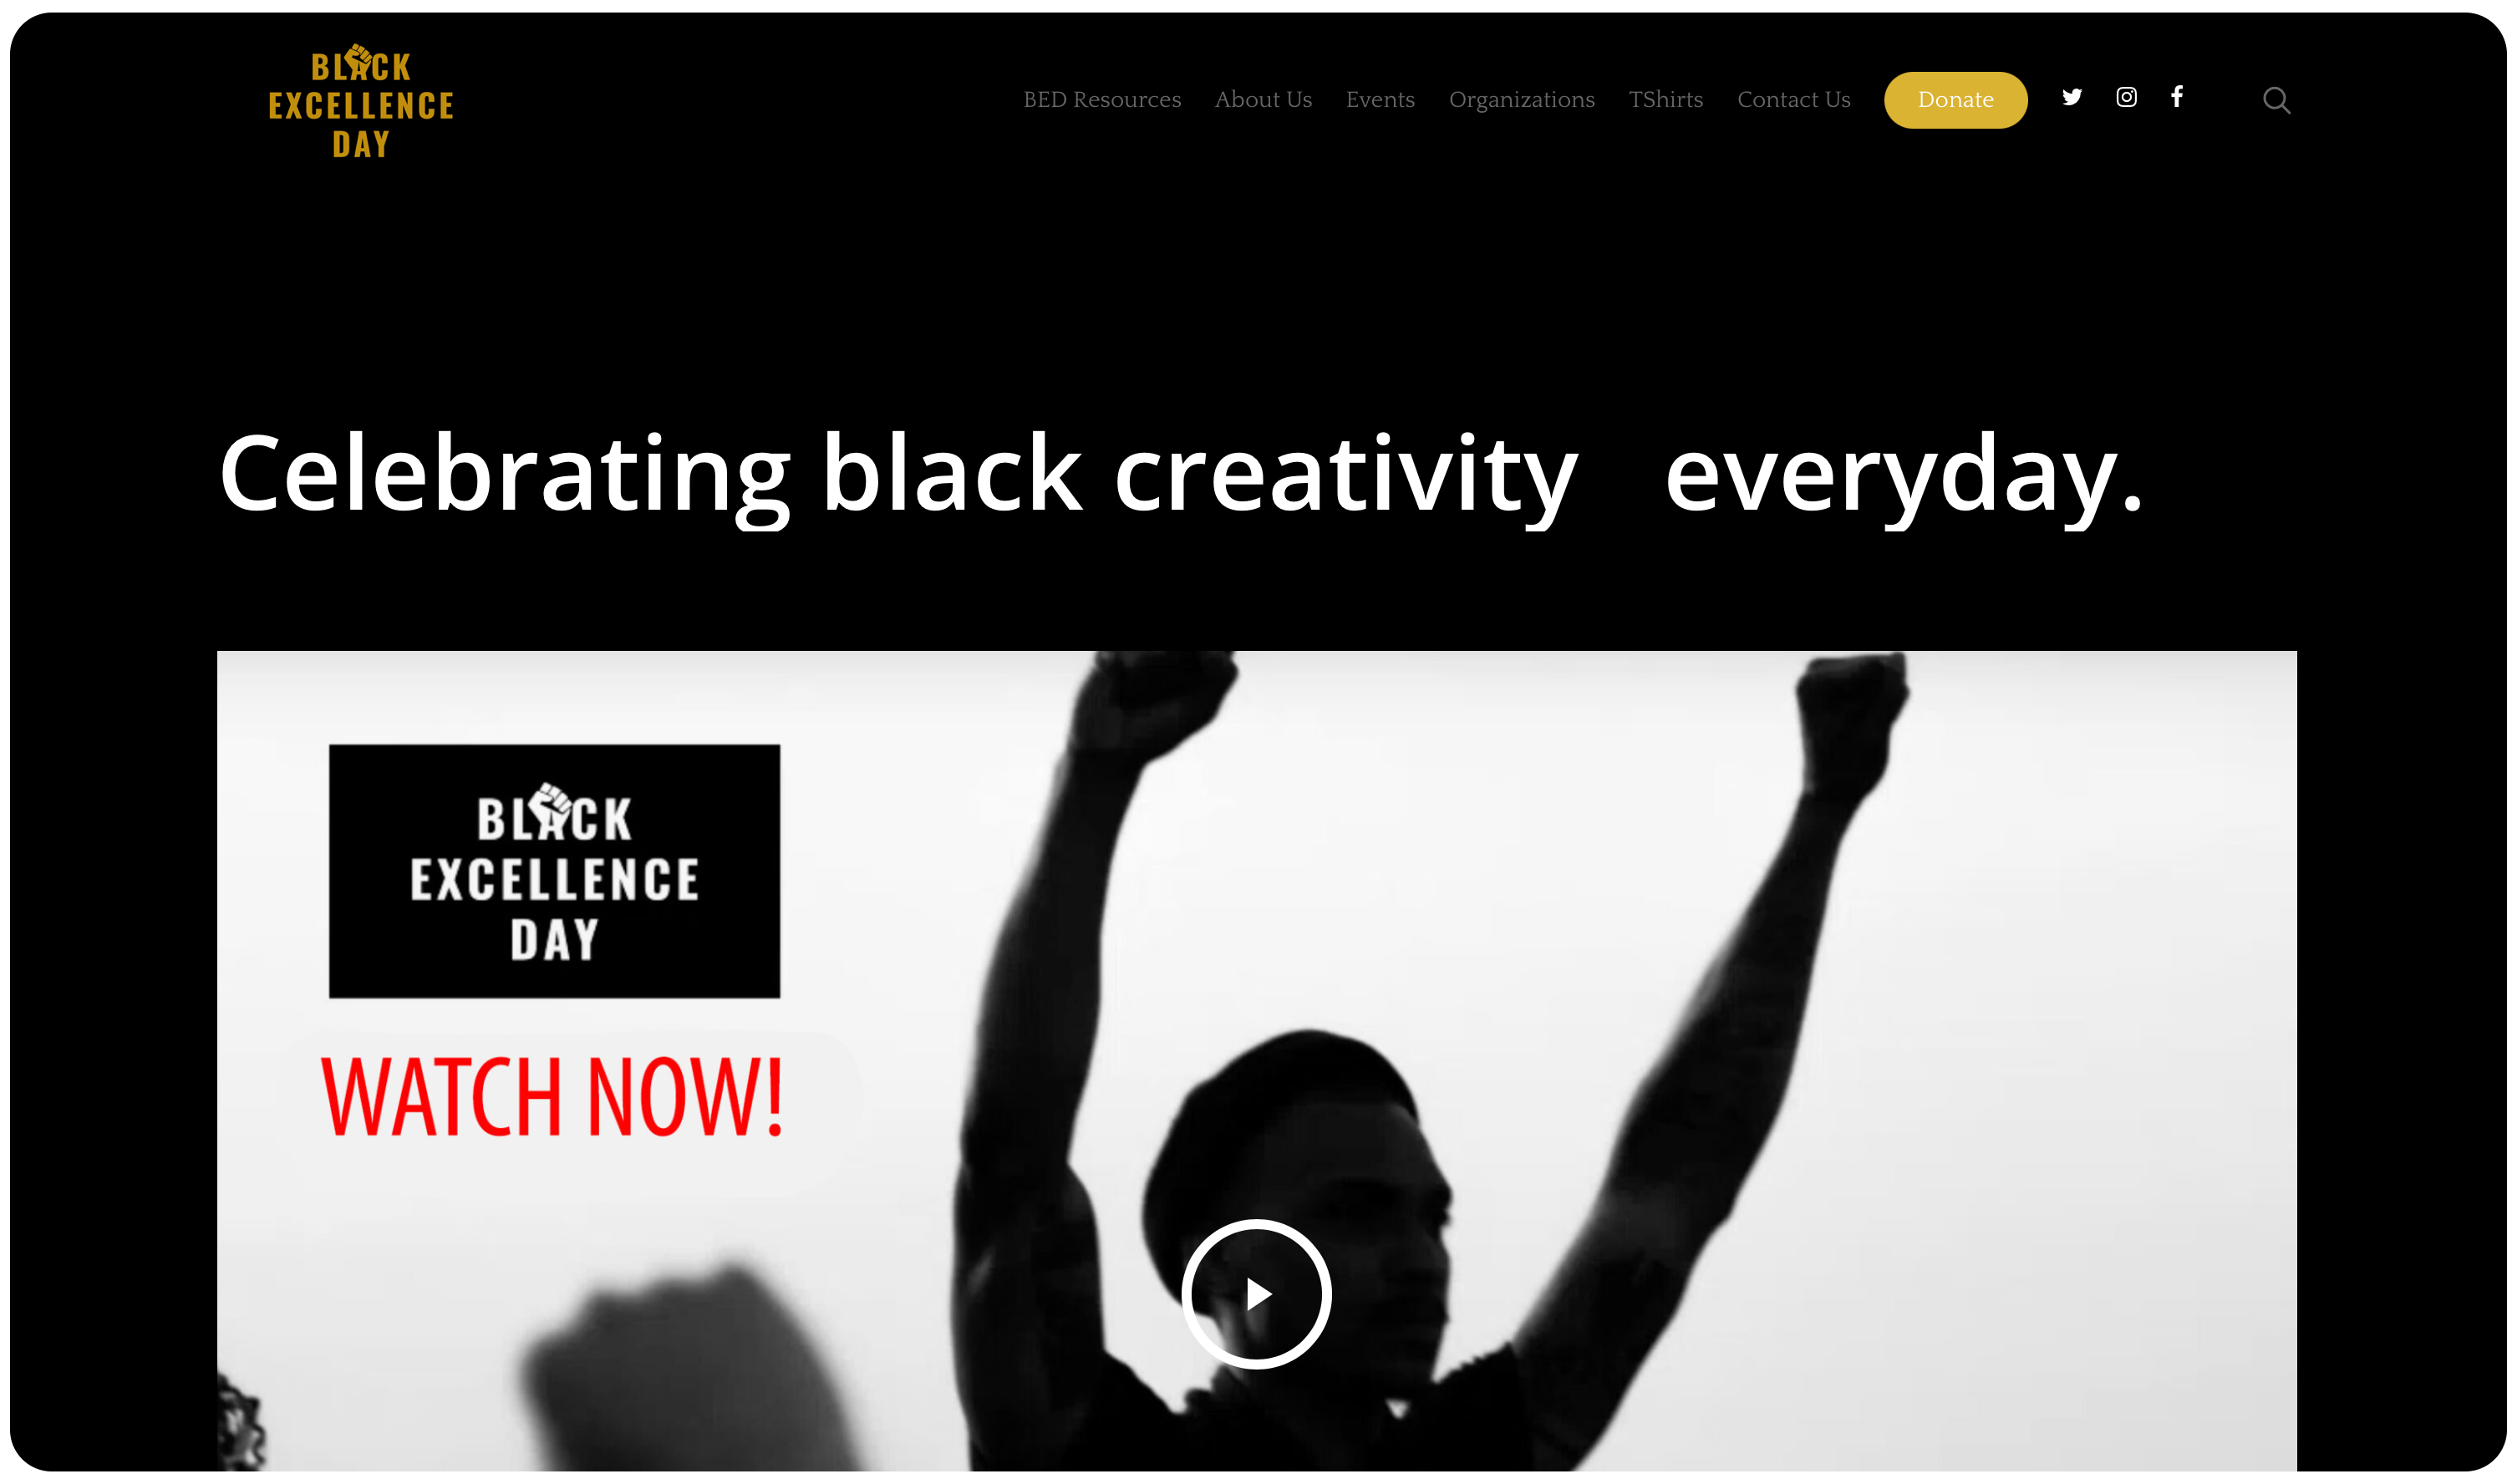 BLACK
EXCELLENCE
DAY
BED Resources About Us Events Organizations TShirts Contact Us Donate
Celebrating black creativity everyday.
BLACK
EXCELLENCE
DAY
WATCH NOW!